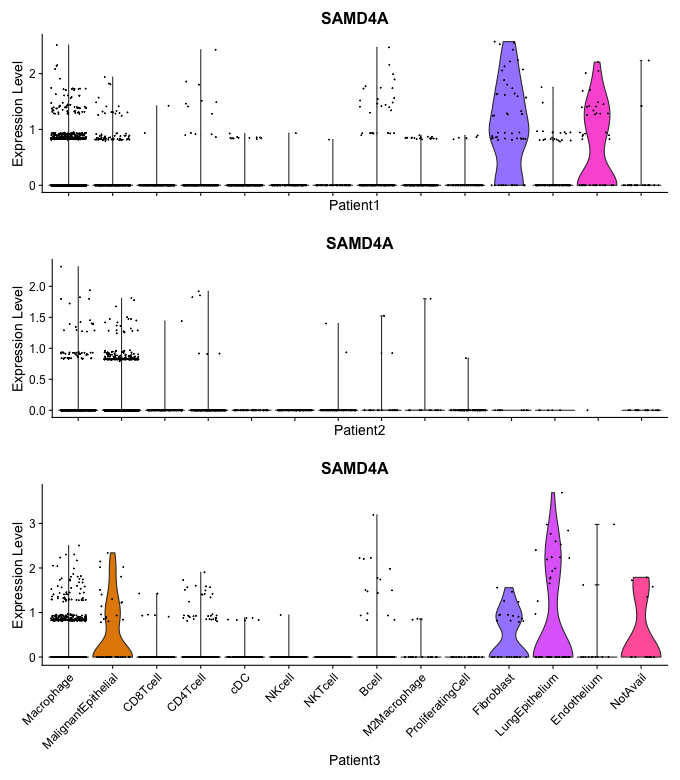 SAMD4A
Expression Level
2
1
0
Patient1
SAMD4A
Expression Level
2.0
1.5
1.0
0.5
0.0
Patient2
SAMD4A
Expression Level
3
2
1
0
Macrophage
MalignantEpithelial
CD8Tcell
CD4Tcell
cDC
NKcell
NKTcell
Bcell
M2Macrophage
ProliferatingCell
Fibroblast
LungEpithelium
Endothelium
NotAvail
Patient3